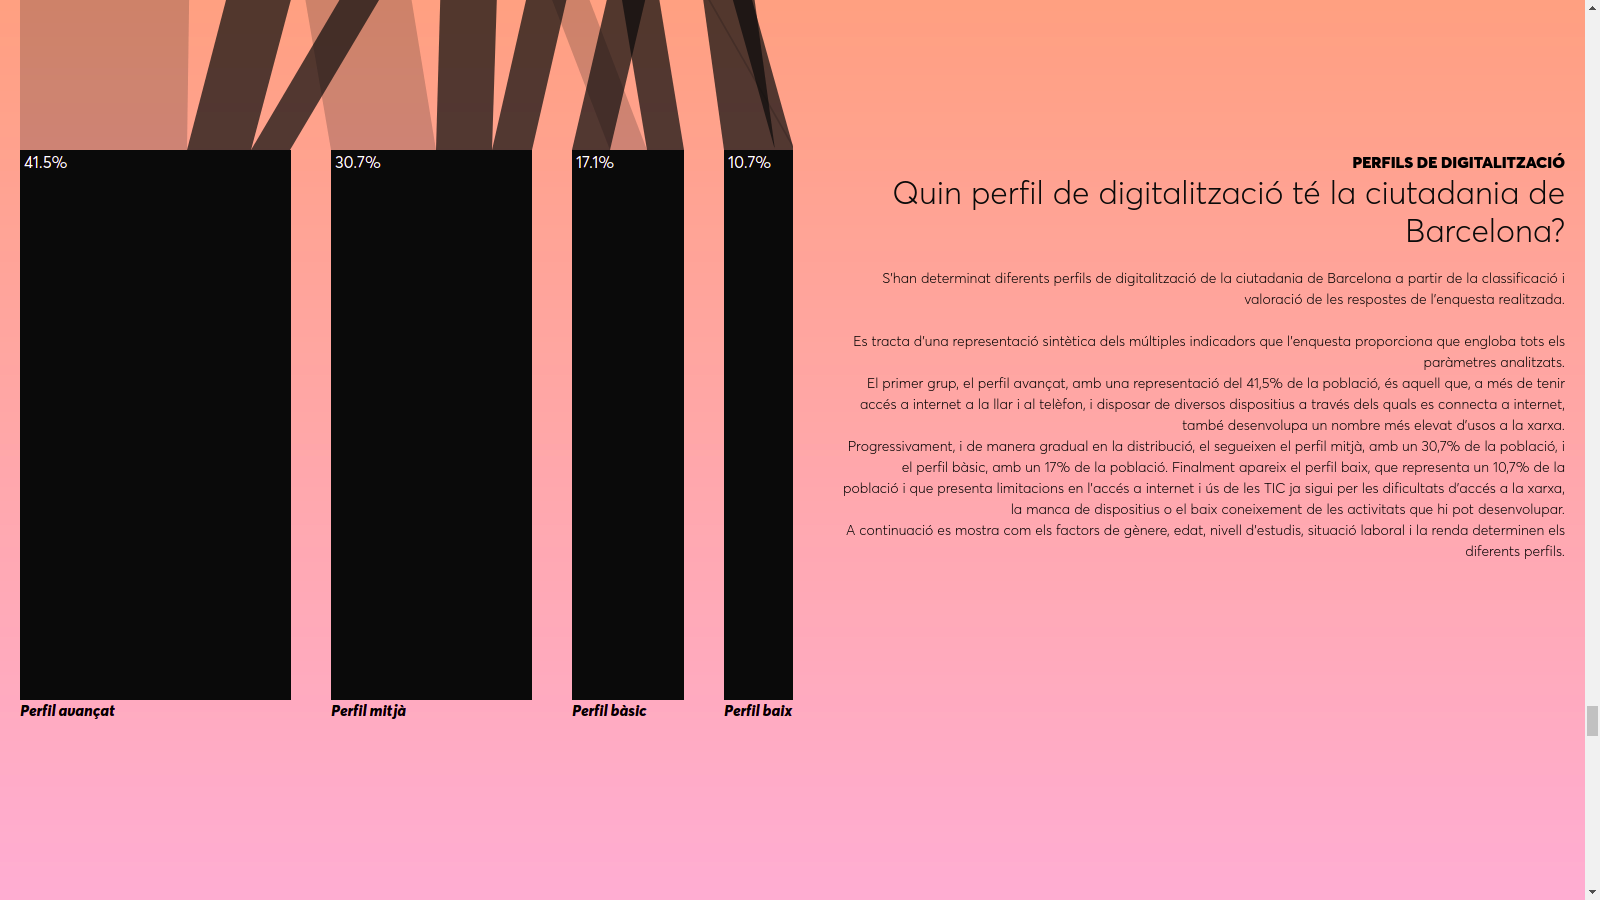 41.5%
30.7%
17.1%
10.7%
Perfil avançat
Perfil mitjà
Perfil bàsic
Perfil baix
PERFILS DE DIGITALITZACIÓ
Quin perfil de digitalització té la ciutadania de
Barcelona?
S'han determinat diferents perfils de digitalització de la ciutadania de Barcelona a partir de la classificació i
valoració de les respostes de l'enquesta realitzada.
Es tracta d'una representació sintètica dels múltiples indicadors que l'enquesta proporciona que engloba tots els
paràmetres analitzats.
El primer grup, el perfil avançat, amb una representació del 41,5% de la població, és aquell que, a més de tenir
accés a internet a la llar i al telèfon, i disposar de diversos dispositius a través dels quals es connecta a internet,
també desenvolupa un nombre més elevat d'usos a la xarxa.
Progressivament, i de manera gradual en la distribució, el segueixen el perfil mitjà, amb un 30,7% de la població, i
el perfil bàsic, amb un 17% de la població. Finalment apareix el perfil baix, que representa un 10,7% de la
població i que presenta limitacions en l'accés a internet i ús de les TIC ja sigui per les dificultats d'accés a la xarxa,
la manca de dispositius o el baix coneixement de les activitats que hi pot desenvolupar.
A continuació es mostra com els factors de gènere, edat, nivell d'estudis, situació laboral i la renda determinen els
diferents perfils.